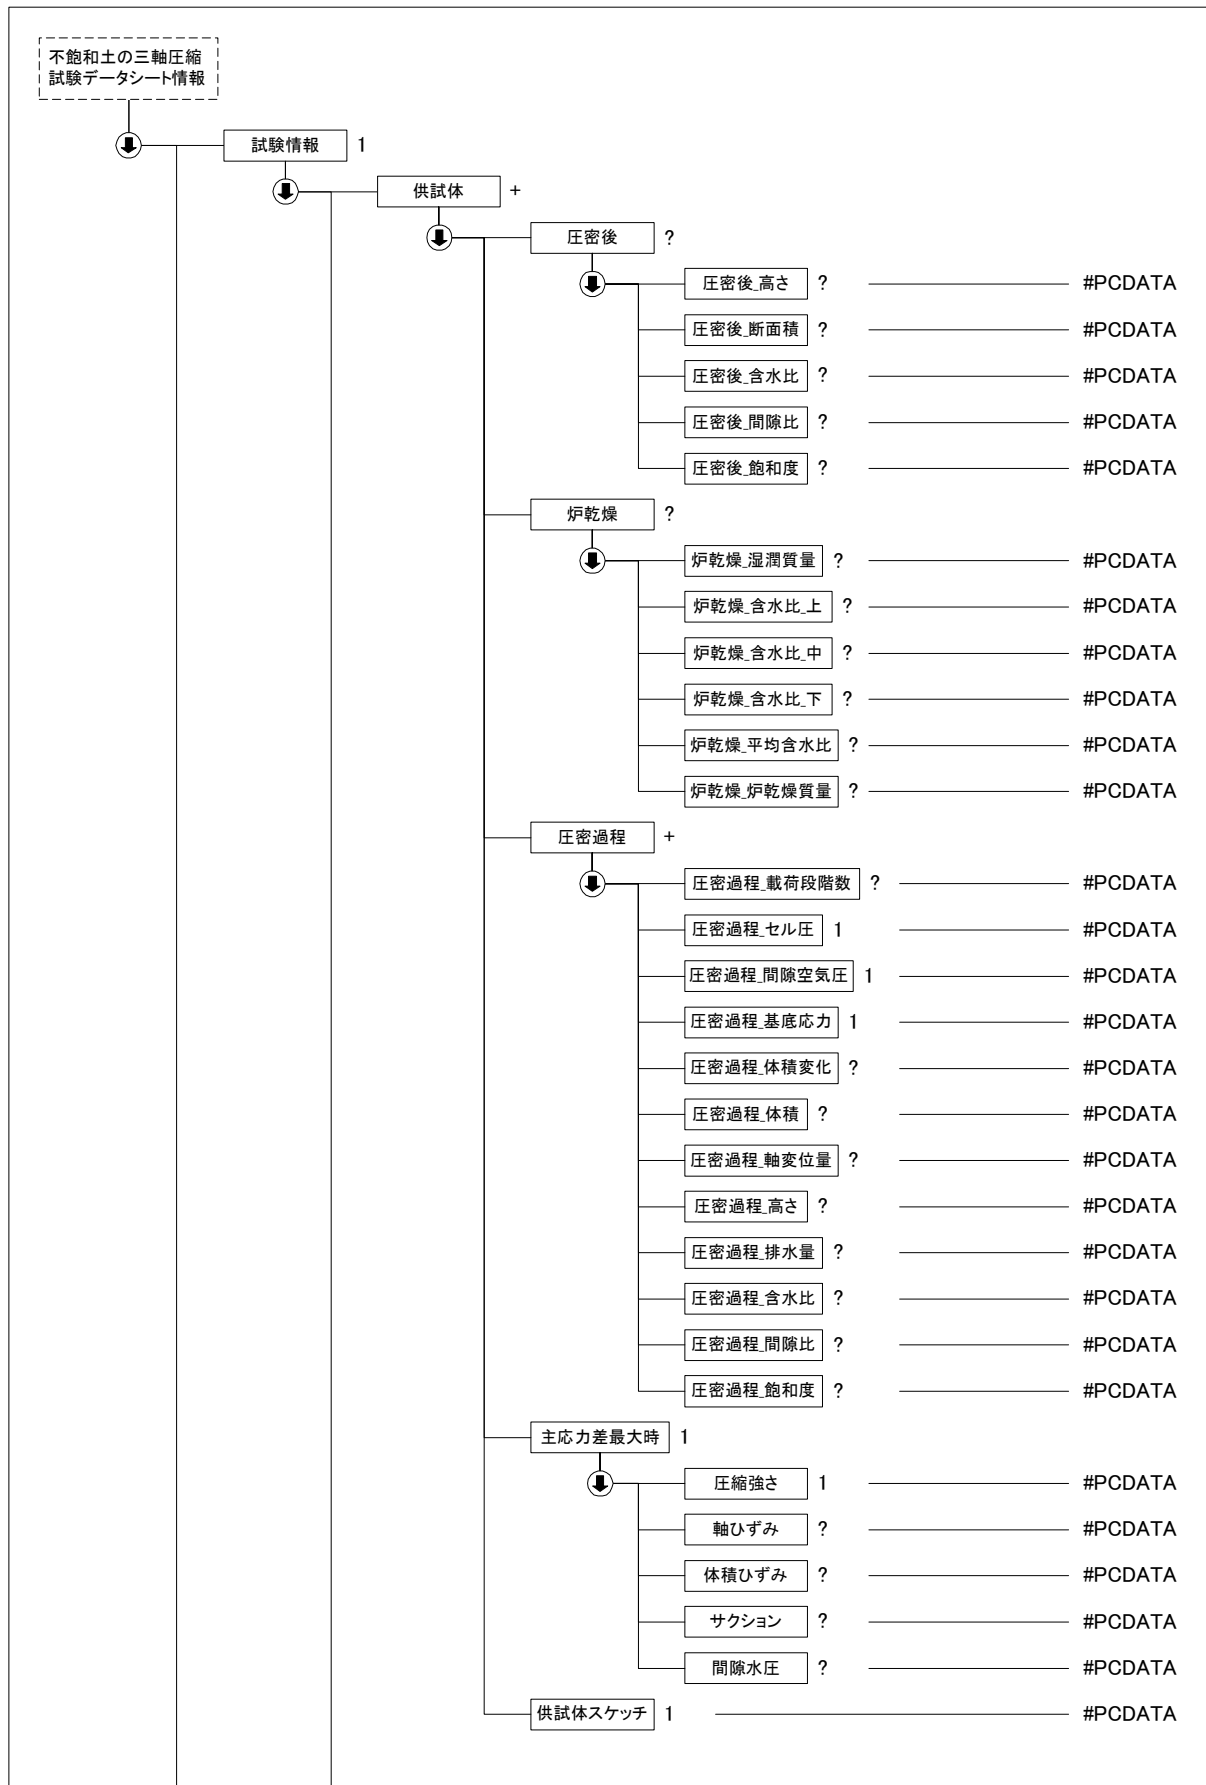 不飽和土の三軸圧縮
試験データシート情報
試験情報 1
供試体 +
圧密後 ?
圧密後_高さ ? #PCDATA
圧密後_断面積 ? #PCDATA
圧密後_含水比 ? #PCDATA
圧密後_間隙比 ? #PCDATA
圧密後_飽和度 ? #PCDATA
炉乾燥 ?
炉乾燥_湿潤質量 ? #PCDATA
炉乾燥_含水比_上 ? #PCDATA
炉乾燥_含水比_中 ? #PCDATA
炉乾燥_含水比_下 ? #PCDATA
炉乾燥_平均含水比 ? #PCDATA
炉乾燥_炉乾燥質量 ? #PCDATA
圧密過程 +
圧密過程_載荷段階数 ? #PCDATA
圧密過程_セル圧 1 #PCDATA
圧密過程_間隙空気圧 1 #PCDATA
圧密過程_基底応力 1 #PCDATA
圧密過程_体積変化 ? #PCDATA
圧密過程_体積 ? #PCDATA
圧密過程_軸変位量 ? #PCDATA
圧密過程_高さ ? #PCDATA
圧密過程_排水量 ? #PCDATA
圧密過程_含水比 ? #PCDATA
圧密過程_間隙比 ? #PCDATA
圧密過程_飽和度 ? #PCDATA
主応力差最大時 1
圧縮強さ 1 #PCDATA
軸ひずみ ? #PCDATA
体積ひずみ ? #PCDATA
サクション ? #PCDATA
間隙水圧 ? #PCDATA
供試体スケッチ 1 #PCDATA